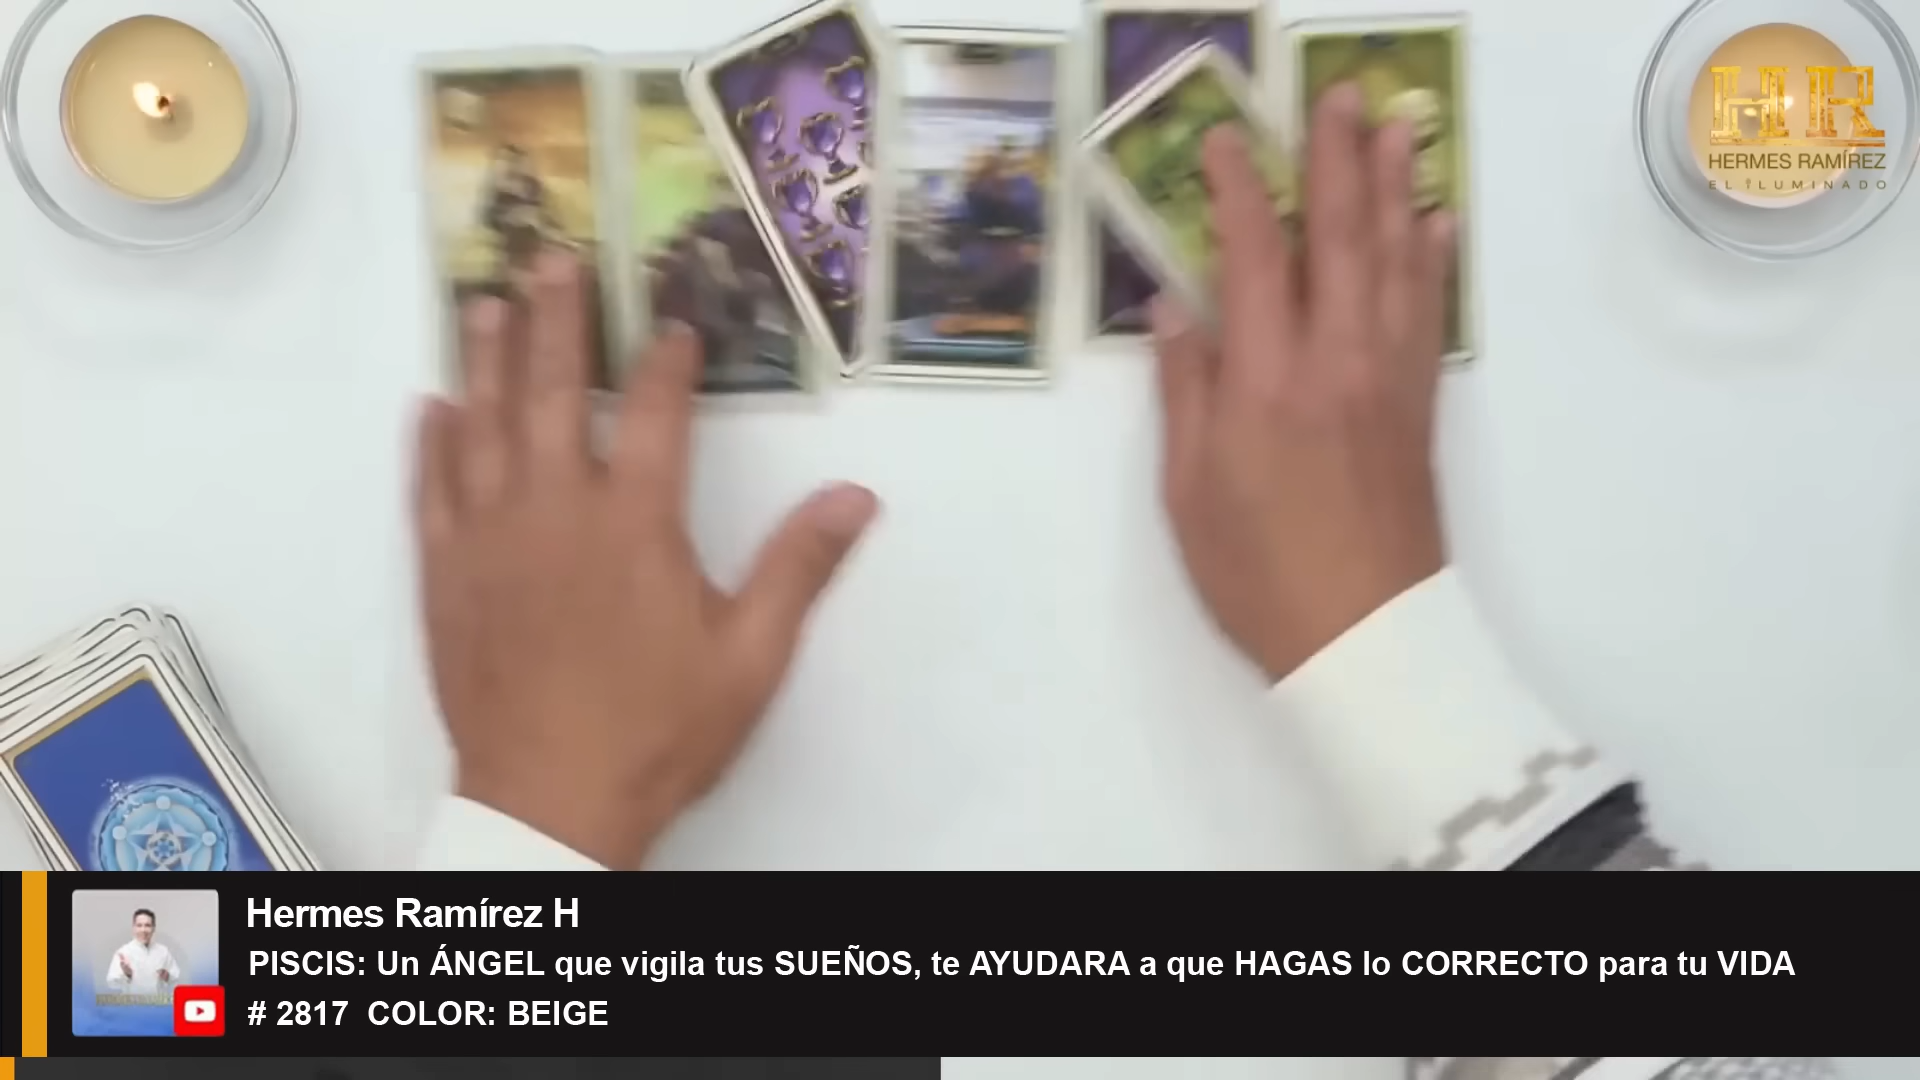 HR
HERMES RAMÍREZ
EL ILUMINADO
Hermes Ramírez H
PISCIS: Un ÁNGEL que vigila tus SUEÑOS, te AYUDARA a que HAGAS lo CORRECTO para tu VIDA
# 2817 COLOR: BEIGE